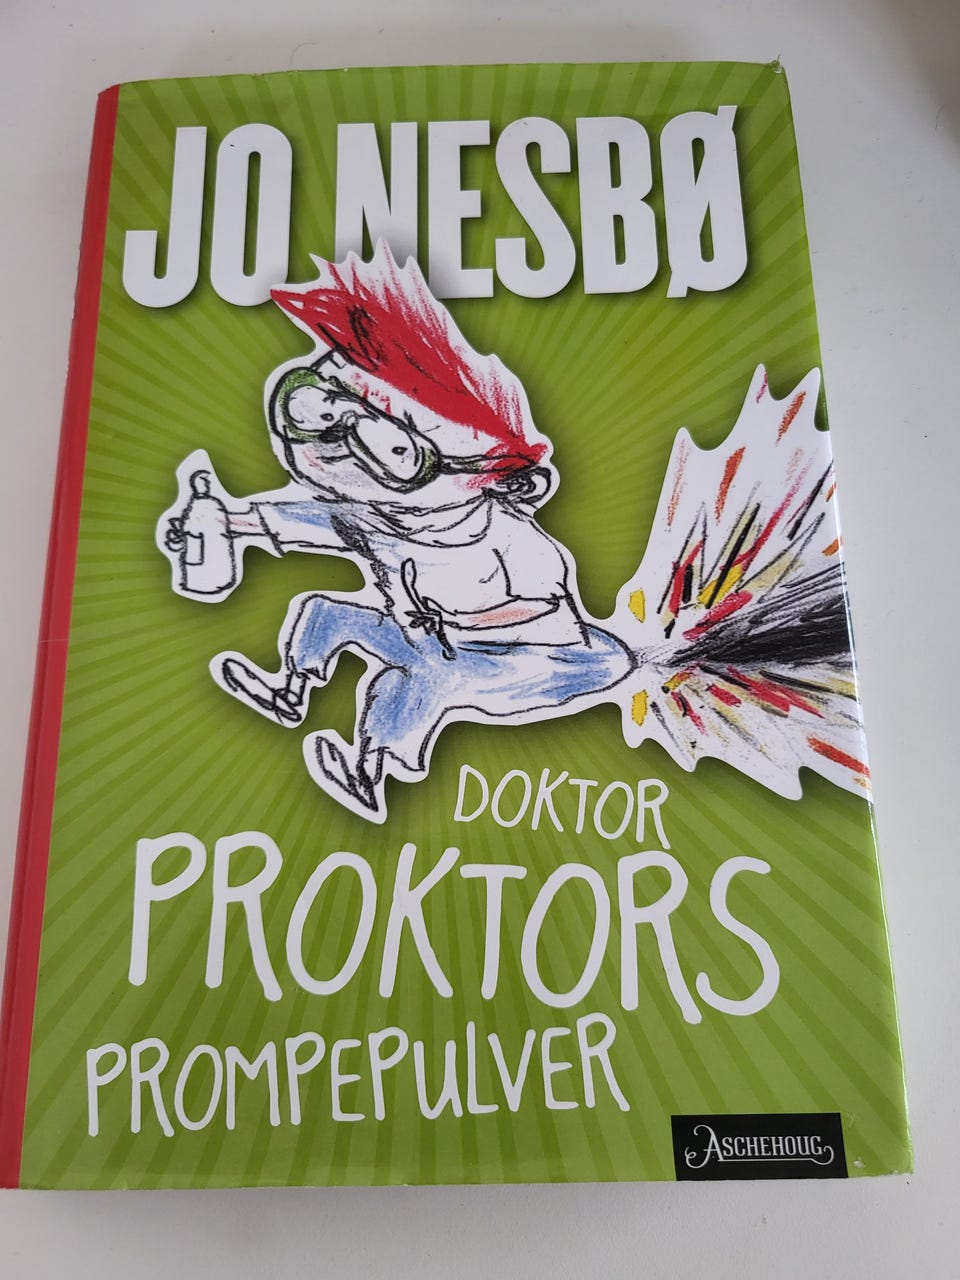 JO NESBØ
DOKTOR
PROKTORS
PROMPEPULVER
ASCHEHOUG